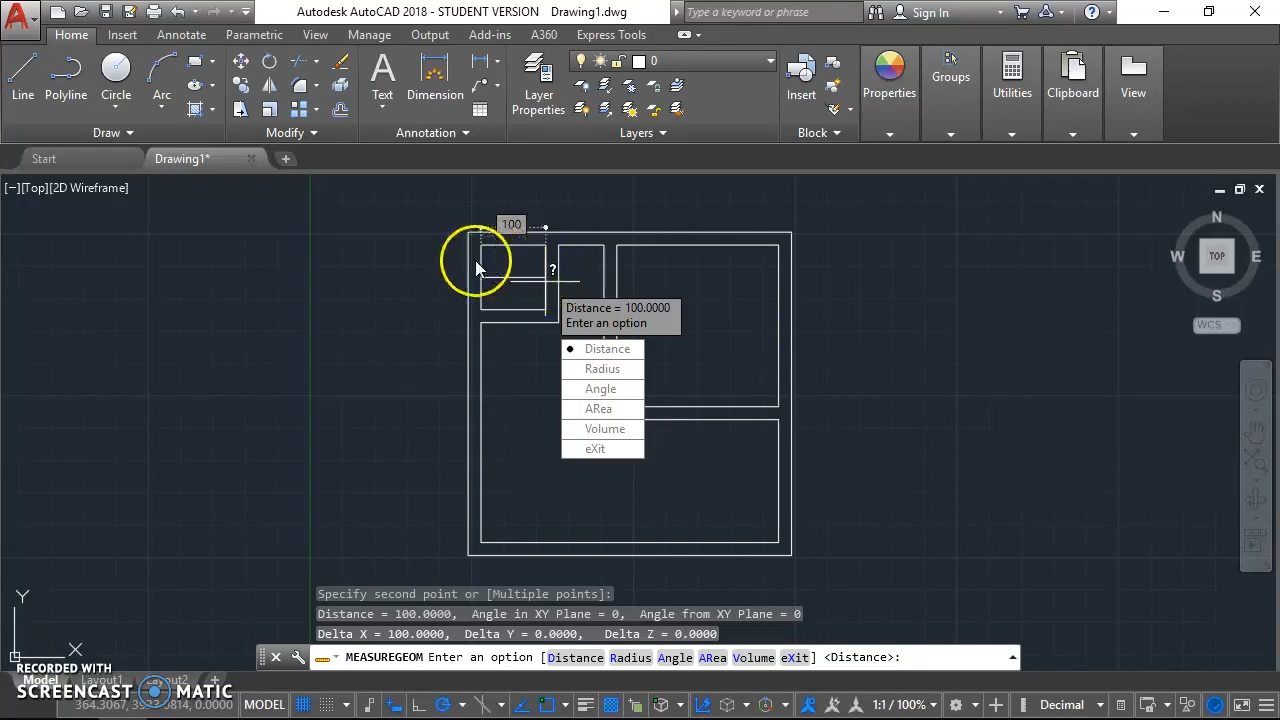 Autodesk AutoCAD 2018 - STUDENT VERSION Drawing1.dwg
Type a keyword or phrase
Sign In
Home Insert Annotate Parametric View Manage Output Add-ins A360 Express Tools
Line Polyline Circle Arc
Text Dimension
Layer Properties
0
Insert
Properties Groups Utilities Clipboard View
Draw Modify Annotation Layers Block
Start Drawing1*
[−][Top][2D Wireframe]
N
W TOP E
S
WCS
100
?
Distance = 100.0000
Enter an option
Distance
Radius
Angle
ARea
Volume
eXit
Specify second point or [Multiple points]:
Distance = 100.0000, Angle in XY Plane = 0, Angle from XY Plane = 0
Delta X = 100.0000, Delta Y = 0.0000, Delta Z = 0.0000
MEASUREGEOM Enter an option [Distance Radius Angle ARea Volume eXit] <Distance>:
Y
X
RECORDED WITH
SCREENCAST MATIC
Model Layout1 Layout2
MODEL
1:1 / 100%
Decimal